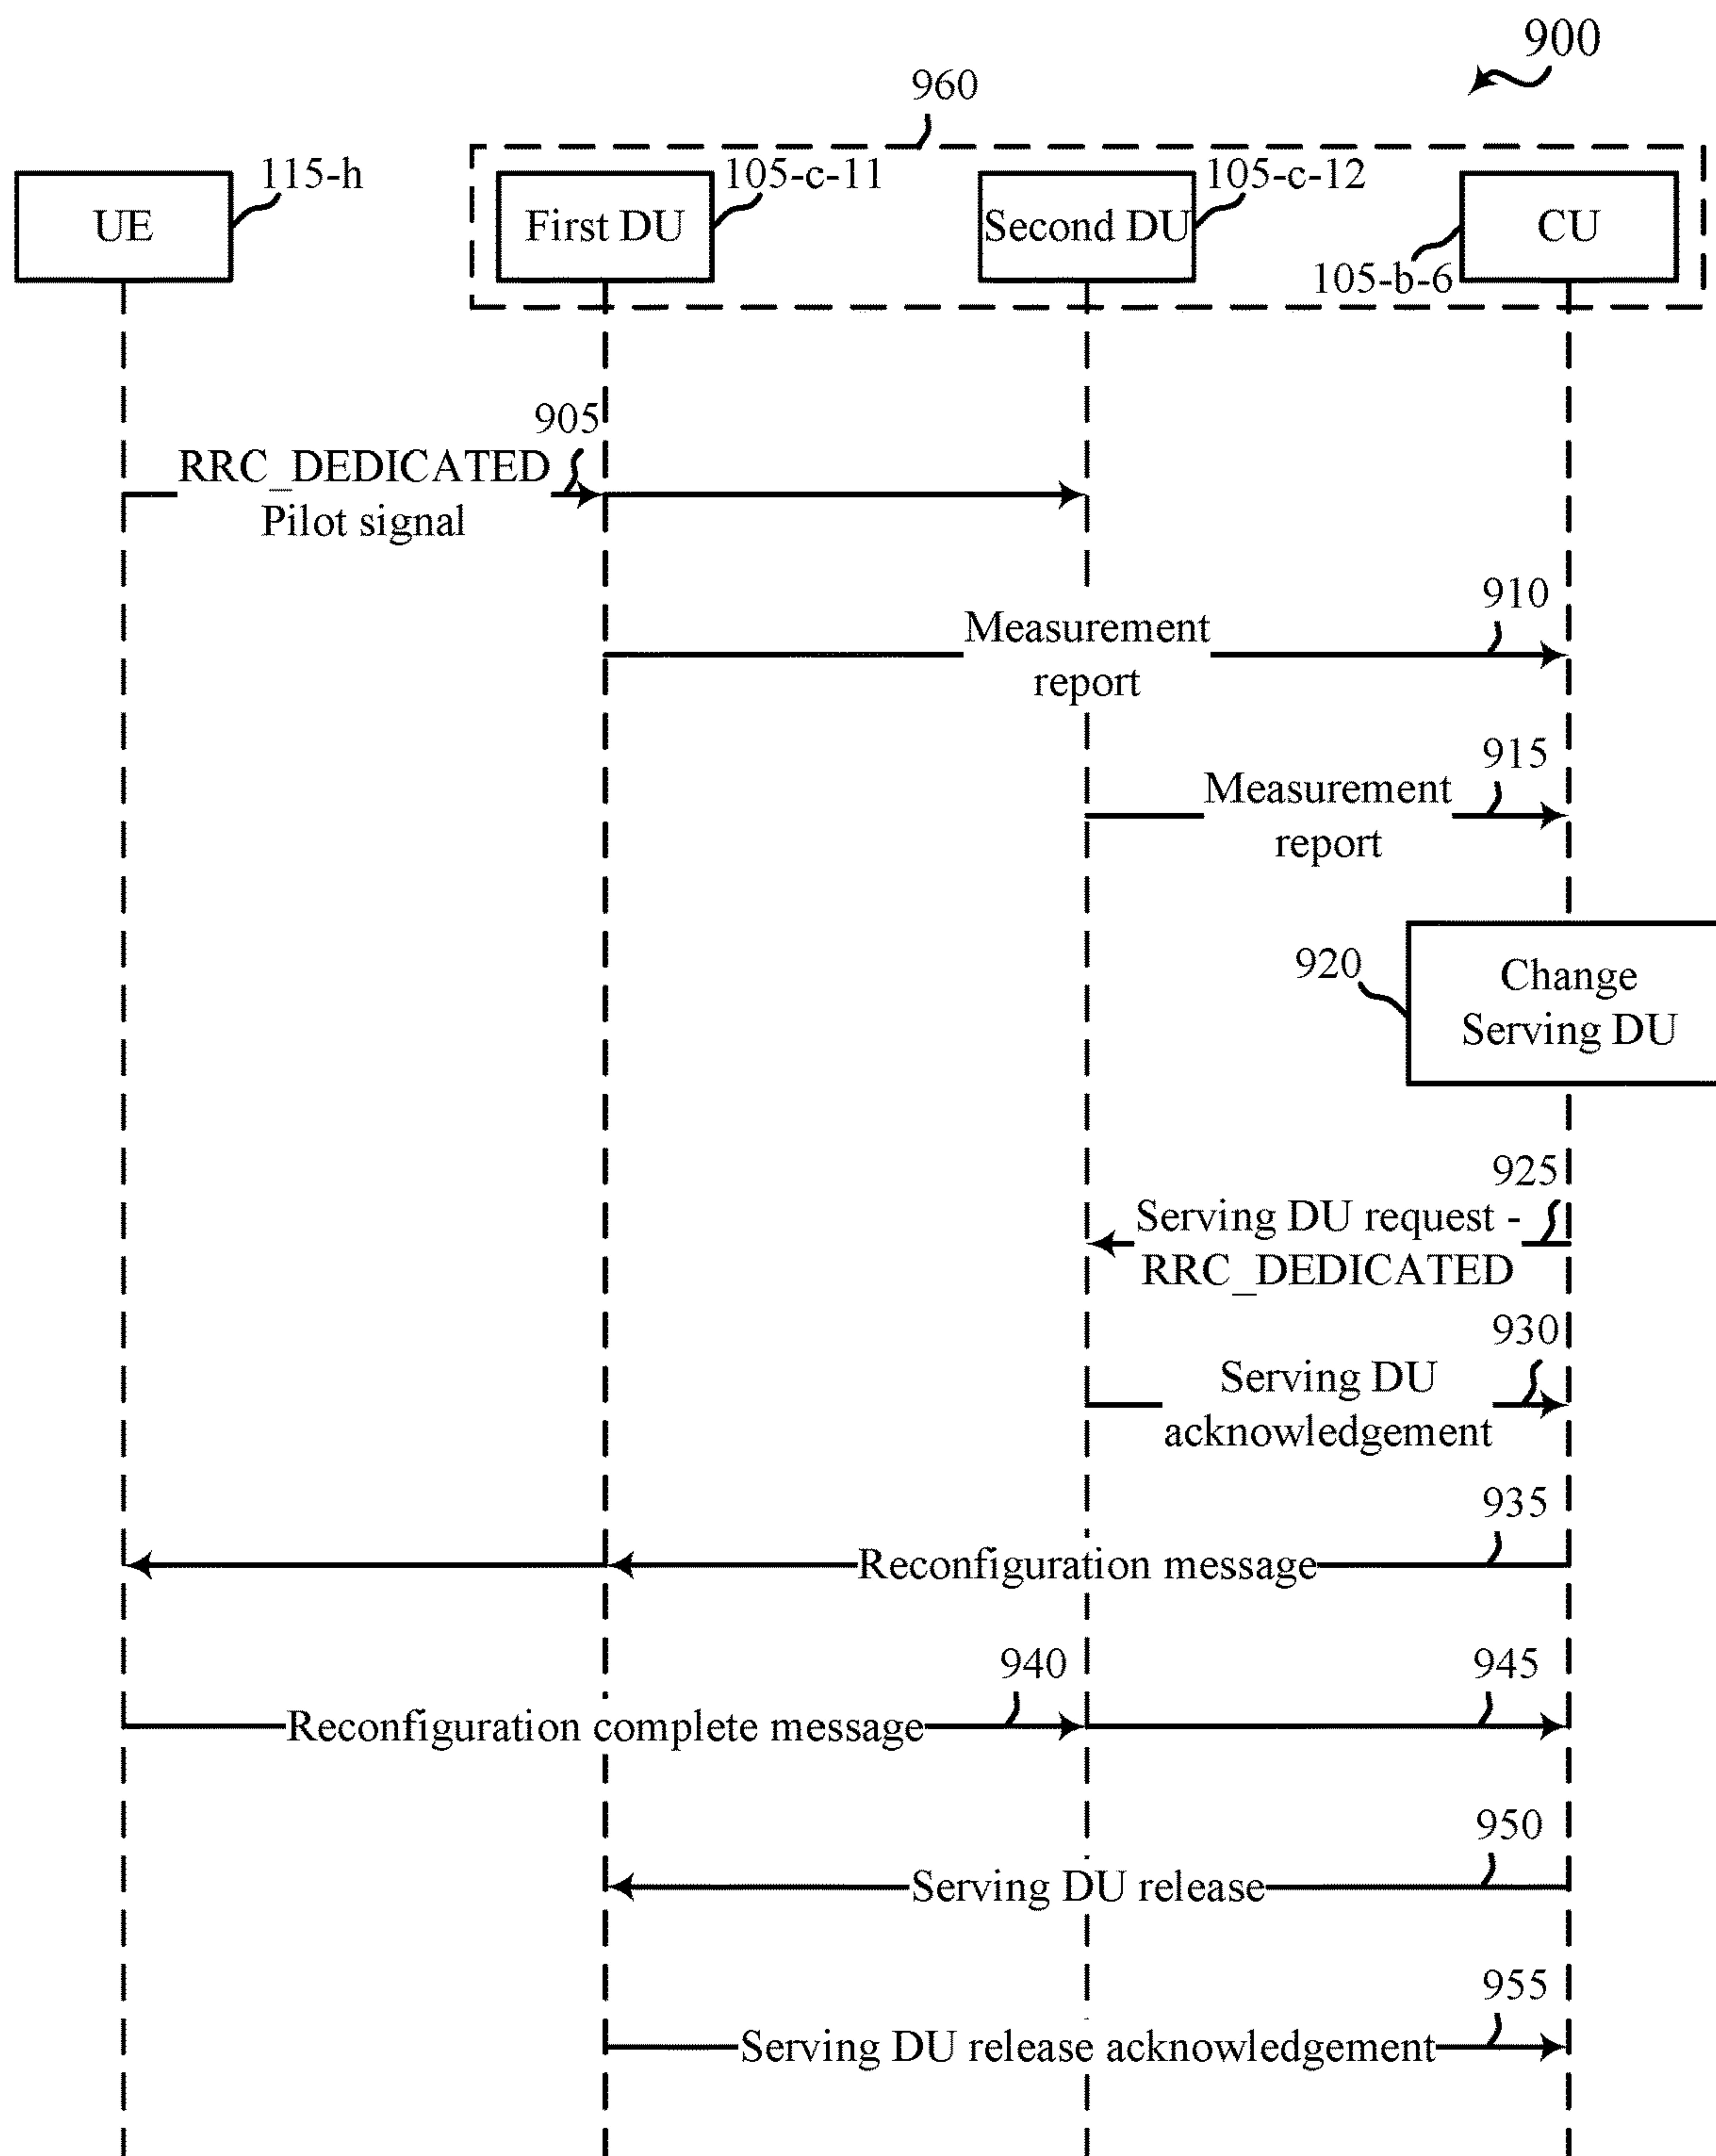 900
960
115-h
105-c-11
105-c-12
UE
First DU
Second DU
CU
105-b-6
905
RRC_DEDICATED
Pilot signal
910
Measurement
report
915
Measurement
report
920
Change
Serving DU
925
Serving DU request -
RRC_DEDICATED
930
Serving DU
acknowledgement
935
Reconfiguration message
940
945
Reconfiguration complete message
950
Serving DU release
955
Serving DU release acknowledgement